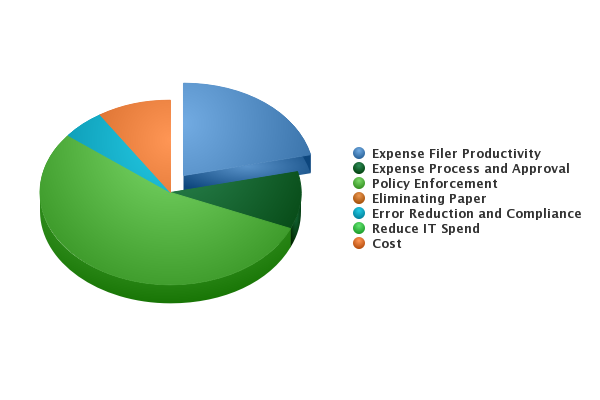 Expense Filer Productivity
Expense Process and Approval
Policy Enforcement
Eliminating Paper
Error Reduction and Compliance
Reduce IT Spend
Cost